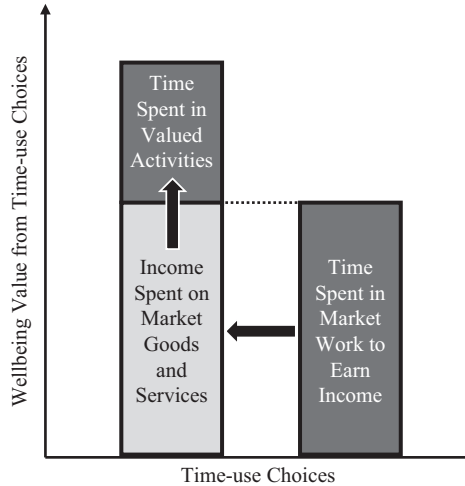 Wellbeing Value from Time-use Choices
Time
Spent in
Valued
Activities
Income
Spent on
Market
Goods
and
Services
Time
Spent in
Market
Work to
Earn
Income
Time-use Choices